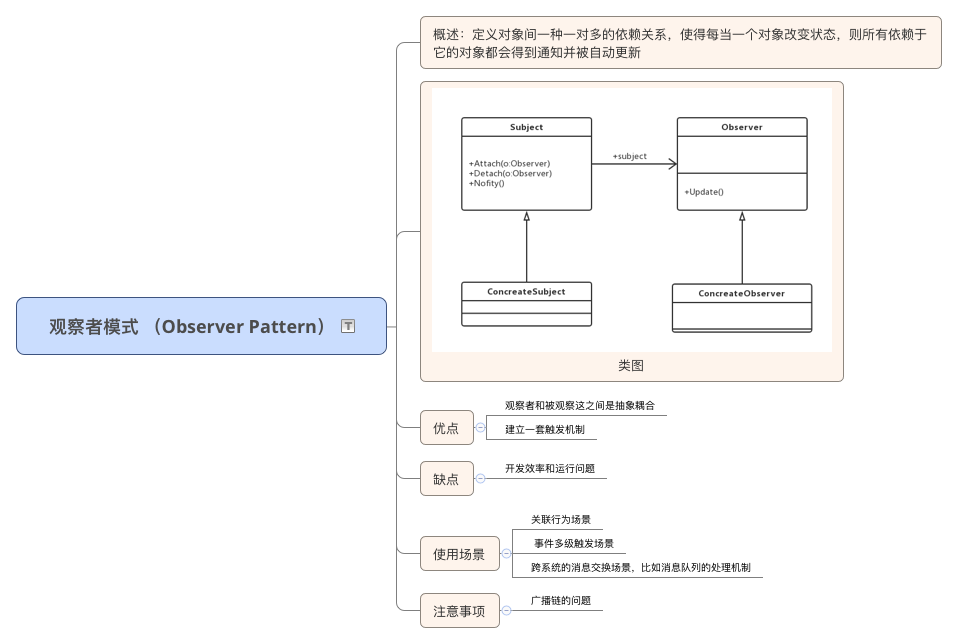 概述：定义对象间一种一对多的依赖关系，使得每当一个对象改变状态，则所有依赖于
它的对象都会得到通知并被自动更新
Subject
Observer
+subject
+Attach(o:Observer)
+Detach(o:Observer)
+Nofity()
+Update()
ConcreateSubject
ConcreateObserver
类图
观察者模式 （Observer Pattern）
优点
观察者和被观察这之间是抽象耦合
建立一套触发机制
缺点
开发效率和运行问题
使用场景
关联行为场景
事件多级触发场景
跨系统的消息交换场景，比如消息队列的处理机制
注意事项
广播链的问题